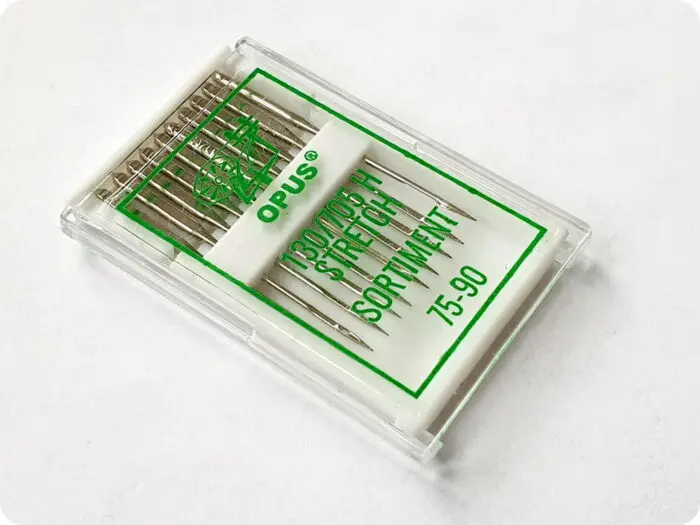 OPUS®
130/705 H
STRETCH
SORTIMENT
75-90